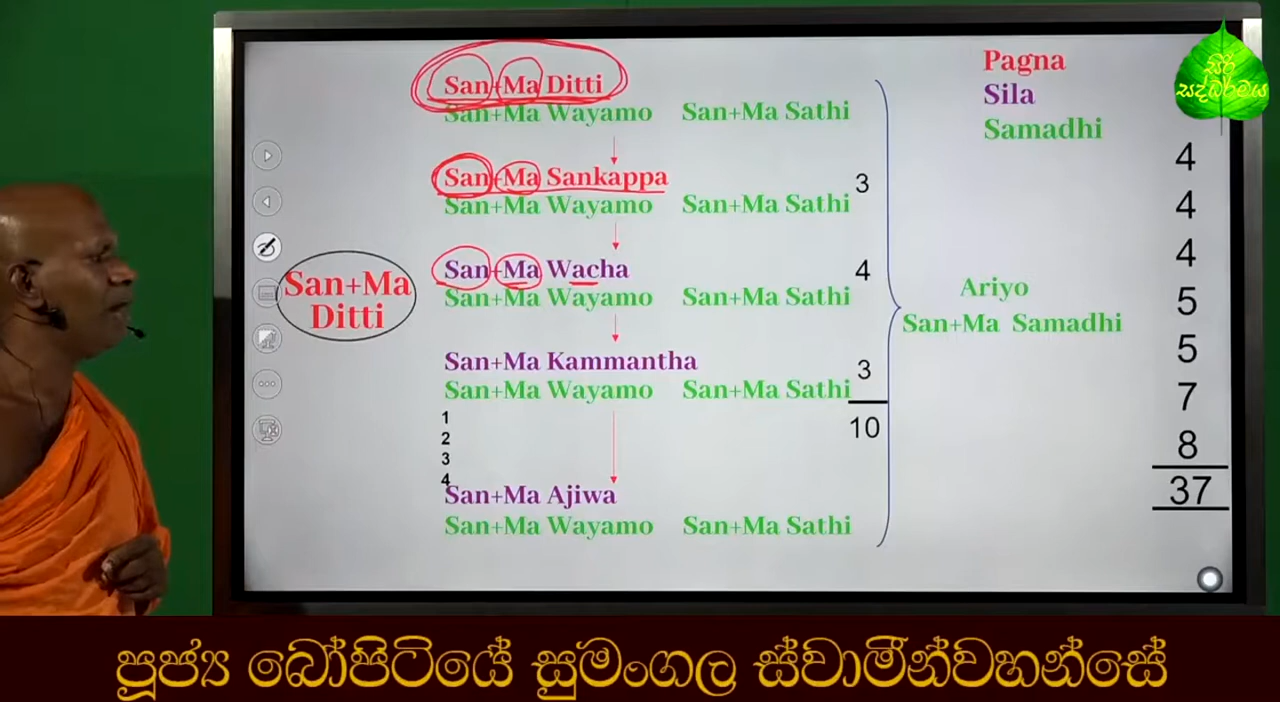 San+Ma Ditti
San+Ma Wayamo San+Ma Sathi
San+Ma Sankappa 3
San+Ma Wayamo San+Ma Sathi
San+Ma Wacha 4
San+Ma Wayamo San+Ma Sathi
San+Ma Kammantha 3
San+Ma Wayamo San+Ma Sathi
10
1
2
3
4
San+Ma Ajiwa
San+Ma Wayamo San+Ma Sathi
San+Ma
Ditti
Pagna
Sila
Samadhi
Ariyo
San+Ma Samadhi
4
4
4
5
5
7
8
37
සිරි
සද්ධර්මය
පූජ්‍ය බෝපිටියේ සුමංගල ස්වාමීන්වහන්සේ